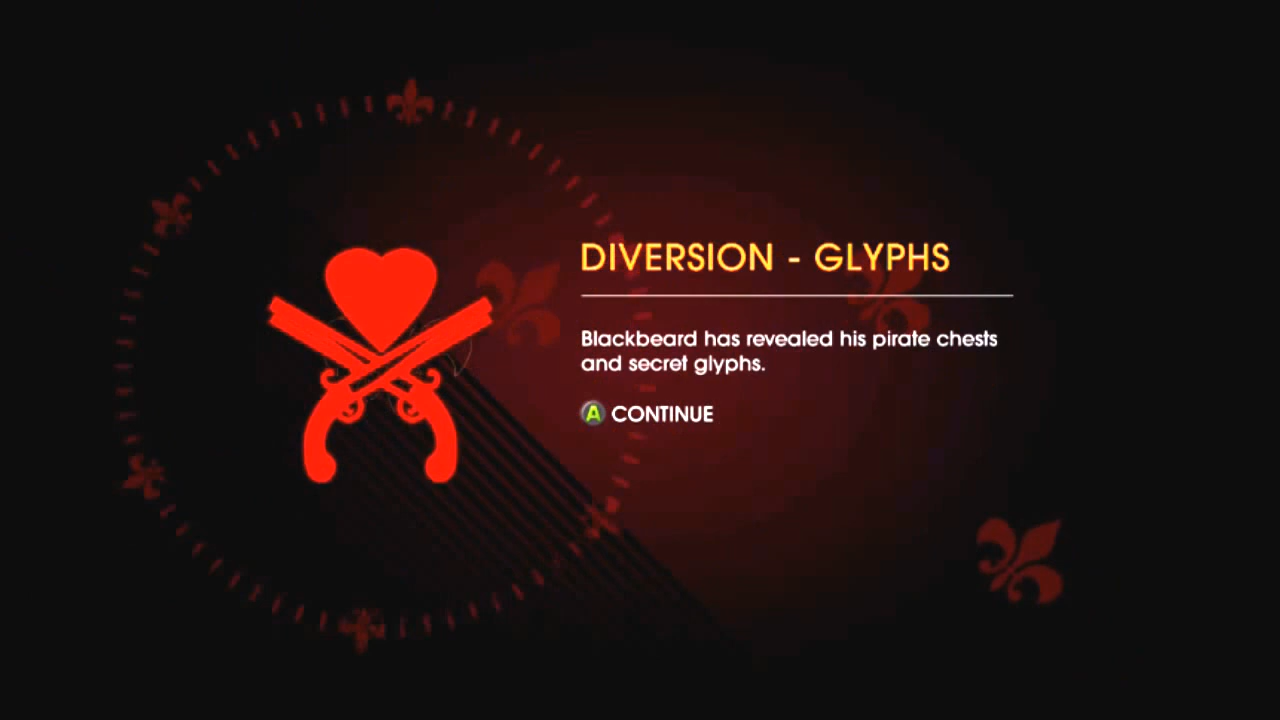 DIVERSION - GLYPHS
Blackbeard has revealed his pirate chests
and secret glyphs.
A CONTINUE